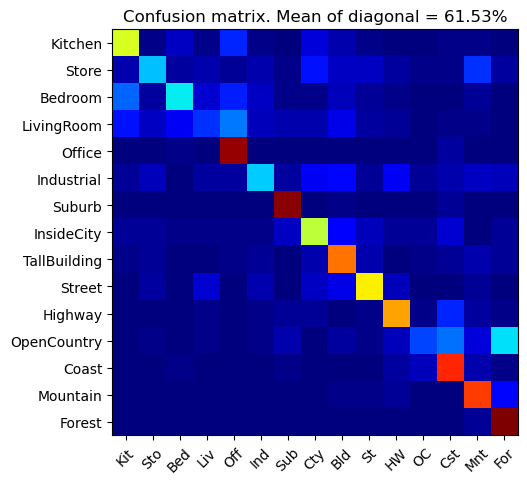 Confusion matrix. Mean of diagonal = 61.53%
Kitchen
Store
Bedroom
LivingRoom
Office
Industrial
Suburb
InsideCity
TallBuilding
Street
Highway
OpenCountry
Coast
Mountain
Forest
Kit Sto Bed Liv Off Ind Sub Cty Bld St HW OC Cst Mnt For